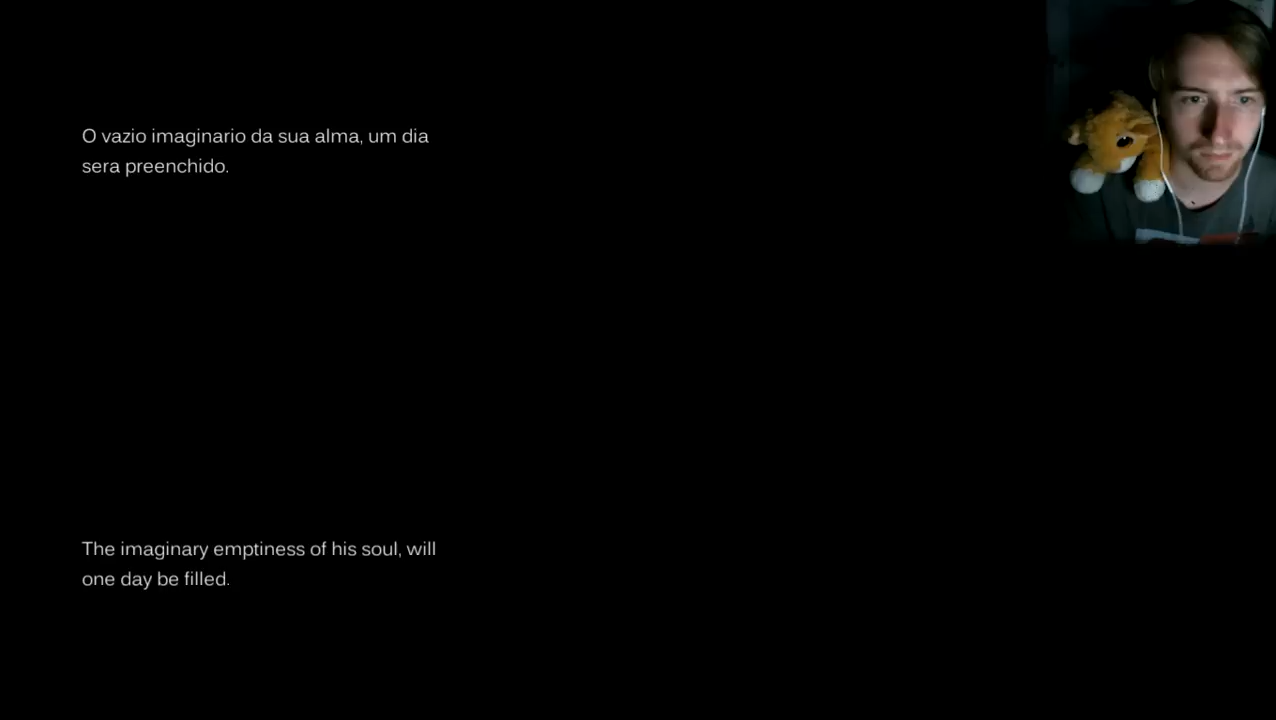 O vazio imaginario da sua alma, um dia
sera preenchido.
The imaginary emptiness of his soul, will
one day be filled.